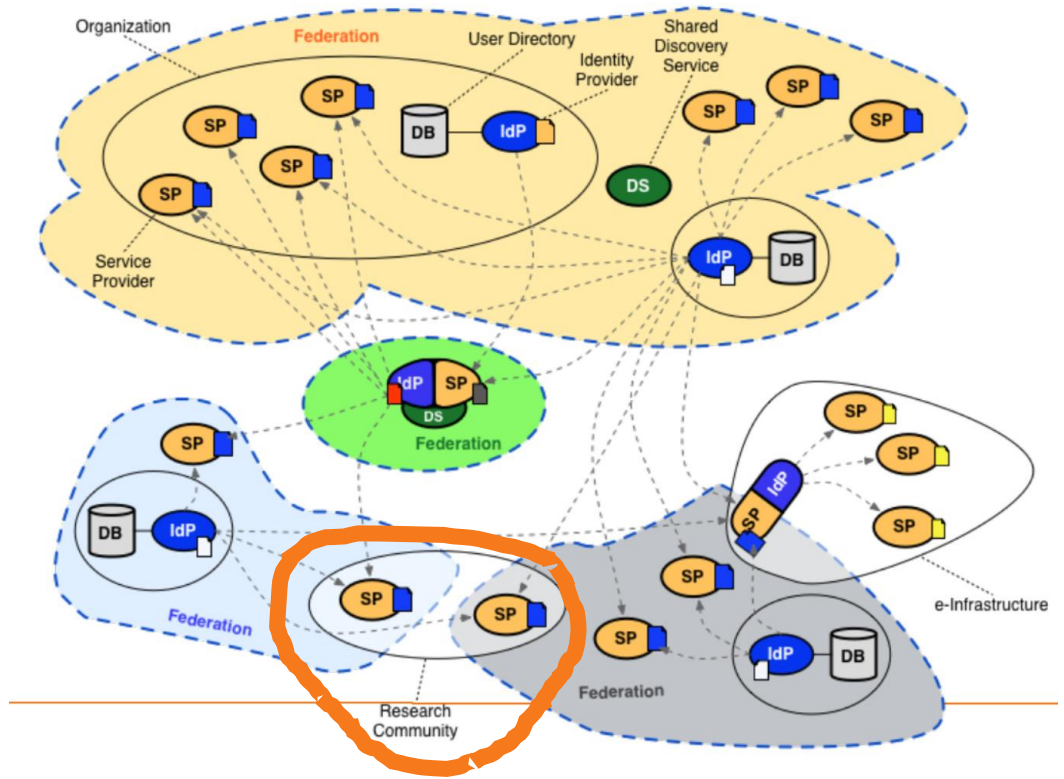 Organization
Federation
User Directory
Shared
Discovery
Service
Identity
Provider
SP
SP
SP
SP
SP
SP
SP
DB
IdP
DS
SP
Service
Provider
IdP
DB
IdP
SP
DS
Federation
SP
SP
SP
IdP
SP
SP
DB
IdP
SP
SP
SP
e-Infrastructure
Federation
SP
IdP
DB
Federation
Research
Community